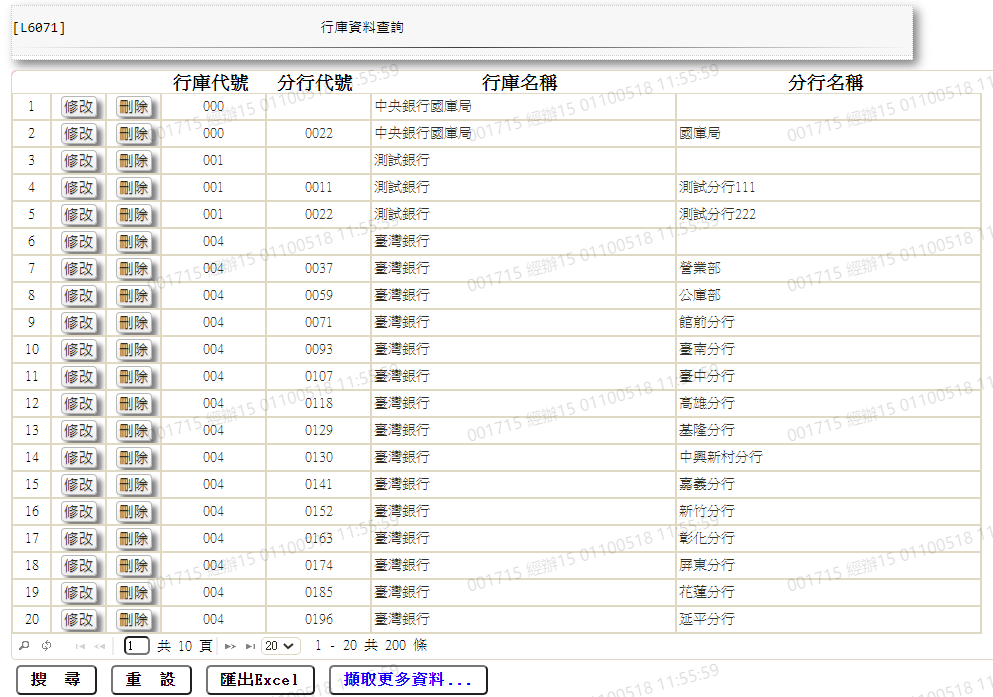 [L6071] 行庫資料查詢
行庫代號 分行代號 行庫名稱 分行名稱
1 修改 刪除 000 中央銀行國庫局
2 修改 刪除 000 0022 中央銀行國庫局 國庫局
3 修改 刪除 001 測試銀行
4 修改 刪除 001 0011 測試銀行 測試分行111
5 修改 刪除 001 0022 測試銀行 測試分行222
6 修改 刪除 004 臺灣銀行
7 修改 刪除 004 0037 臺灣銀行 營業部
8 修改 刪除 004 0059 臺灣銀行 公庫部
9 修改 刪除 004 0071 臺灣銀行 館前分行
10 修改 刪除 004 0093 臺灣銀行 臺南分行
11 修改 刪除 004 0107 臺灣銀行 臺中分行
12 修改 刪除 004 0118 臺灣銀行 高雄分行
13 修改 刪除 004 0129 臺灣銀行 基隆分行
14 修改 刪除 004 0130 臺灣銀行 中興新村分行
15 修改 刪除 004 0141 臺灣銀行 嘉義分行
16 修改 刪除 004 0152 臺灣銀行 新竹分行
17 修改 刪除 004 0163 臺灣銀行 彰化分行
18 修改 刪除 004 0174 臺灣銀行 屏東分行
19 修改 刪除 004 0185 臺灣銀行 花蓮分行
20 修改 刪除 004 0196 臺灣銀行 延平分行
1 共 10 頁 20 1 - 20 共 200 條
搜 尋 重 設 匯出Excel 擷取更多資料...
001715 經辦15 01100518 11:55:59